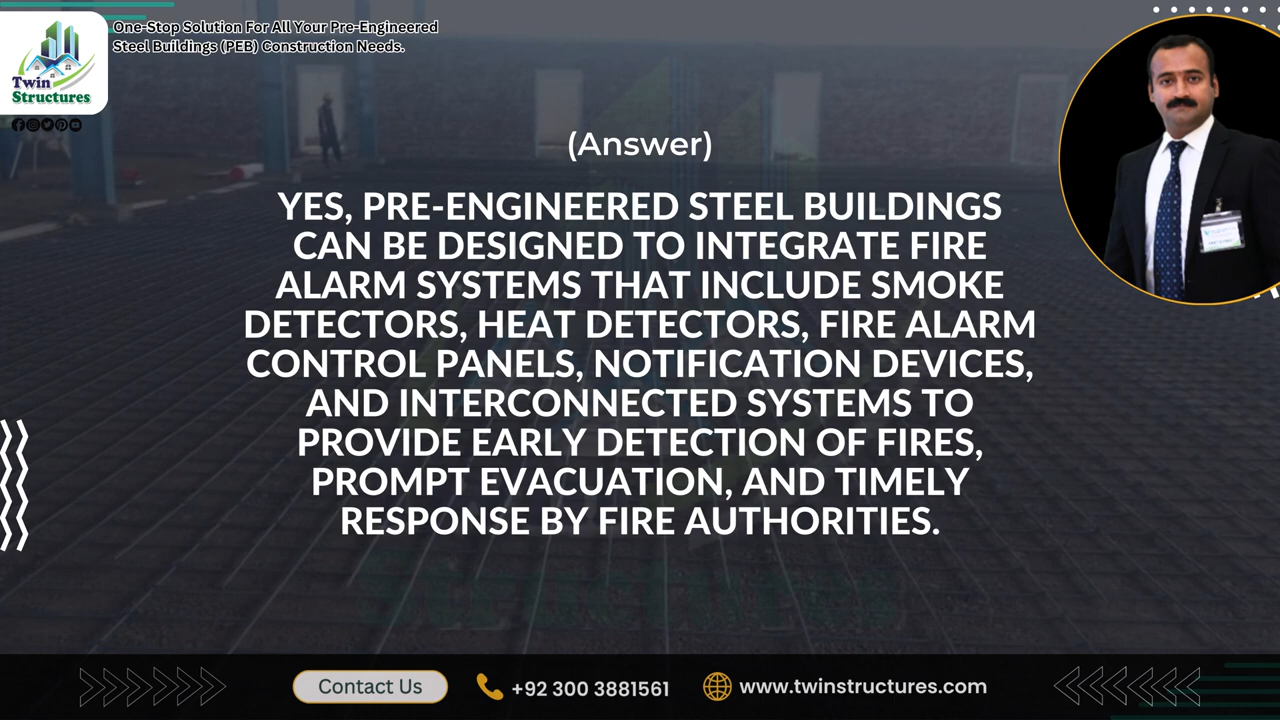 One-Stop Solution For All Your Pre-Engineered
Steel Buildings (PEB) Construction Needs.
Twin
Structures
(Answer)
YES, PRE-ENGINEERED STEEL BUILDINGS
CAN BE DESIGNED TO INTEGRATE FIRE
ALARM SYSTEMS THAT INCLUDE SMOKE
DETECTORS, HEAT DETECTORS, FIRE ALARM
CONTROL PANELS, NOTIFICATION DEVICES,
AND INTERCONNECTED SYSTEMS TO
PROVIDE EARLY DETECTION OF FIRES,
PROMPT EVACUATION, AND TIMELY
RESPONSE BY FIRE AUTHORITIES.
Contact Us
+92 300 3881561
www.twinstructures.com